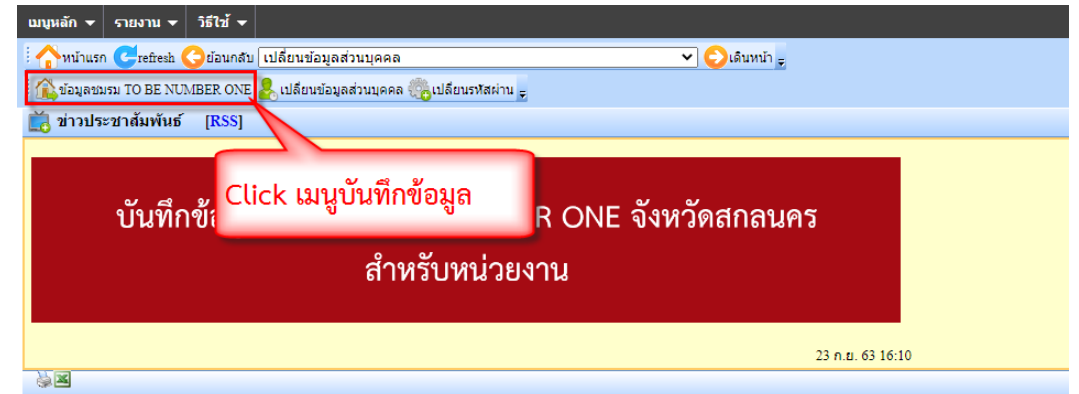 เมนูหลัก รายงาน วิธีใช้
หน้าแรก refresh ย้อนกลับ เปลี่ยนข้อมูลส่วนบุคคล เดินหน้า
ข้อมูลชมรม TO BE NUMBER ONE เปลี่ยนข้อมูลส่วนบุคคล เปลี่ยนรหัสผ่าน
ข่าวประชาสัมพันธ์ [RSS]
Click เมนูบันทึกข้อมูล
บันทึกข้ R ONE จังหวัดสกลนคร
สำหรับหน่วยงาน
23 ก.ย. 63 16:10